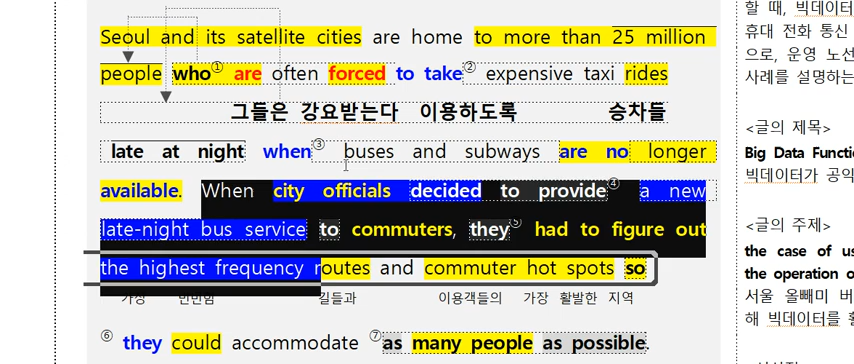 Seoul and its satellite cities are home to more than 25 million
people who① are often forced to take② expensive taxi rides
그들은 강요받는다 이용하도록 승차들
late at night when③ buses and subways are no longer
available. When city officials decided to provide④ a new
late-night bus service to commuters, they⑤ had to figure out
the highest frequency routes and commuter hot spots so
가장 빈번함 길들과 이용객들의 가장 활발한 지역
⑥ they could accommodate ⑦as many people as possible.
할 때, 빅데이터
휴대 전화 통신
으로, 운영 노선
사례를 설명하는
<글의 제목>
Big Data Functi
빅데이터가 공익
<글의 주제>
the case of us
the operation o
서울 올빼미 버
해 빅데이터를 활